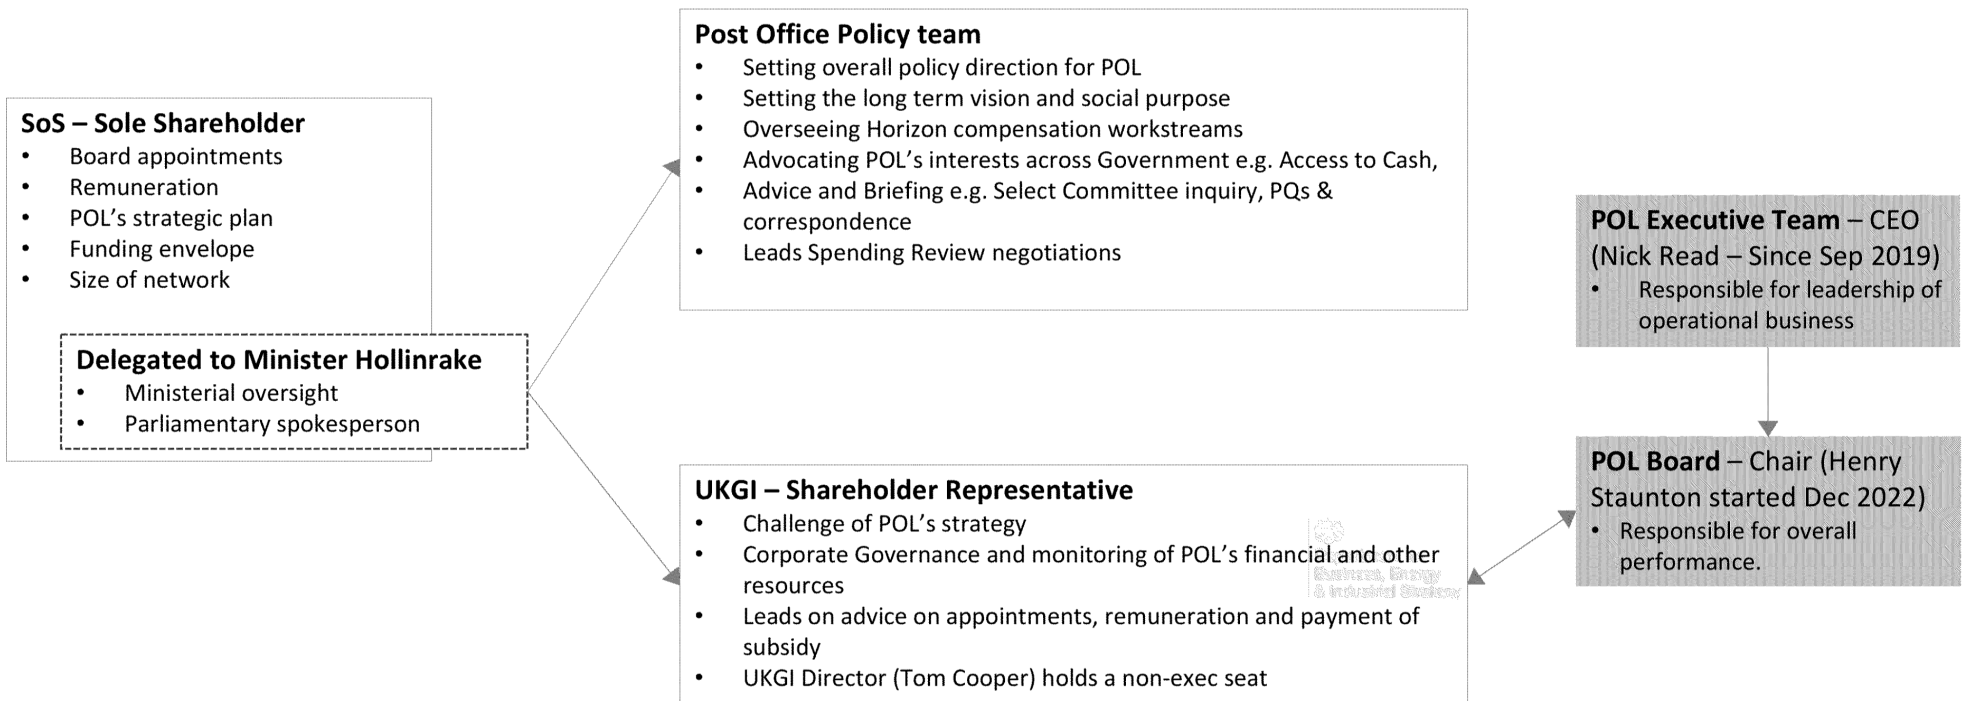 SoS – Sole Shareholder
• Board appointments
• Remuneration
• POL’s strategic plan
• Funding envelope
• Size of network
Delegated to Minister Hollinrake
• Ministerial oversight
• Parliamentary spokesperson
Post Office Policy team
• Setting overall policy direction for POL
• Setting the long term vision and social purpose
• Overseeing Horizon compensation workstreams
• Advocating POL’s interests across Government e.g. Access to Cash,
• Advice and Briefing e.g. Select Committee inquiry, PQs &
correspondence
• Leads Spending Review negotiations
UKGI – Shareholder Representative
• Challenge of POL’s strategy
• Corporate Governance and monitoring of POL’s financial and other
resources
• Leads on advice on appointments, remuneration and payment of
subsidy
• UKGI Director (Tom Cooper) holds a non-exec seat
Business, Energy
& Industrial Strategy
POL Executive Team – CEO
(Nick Read – Since Sep 2019)
• Responsible for leadership of
operational business
POL Board – Chair (Henry
Staunton started Dec 2022)
• Responsible for overall
performance.